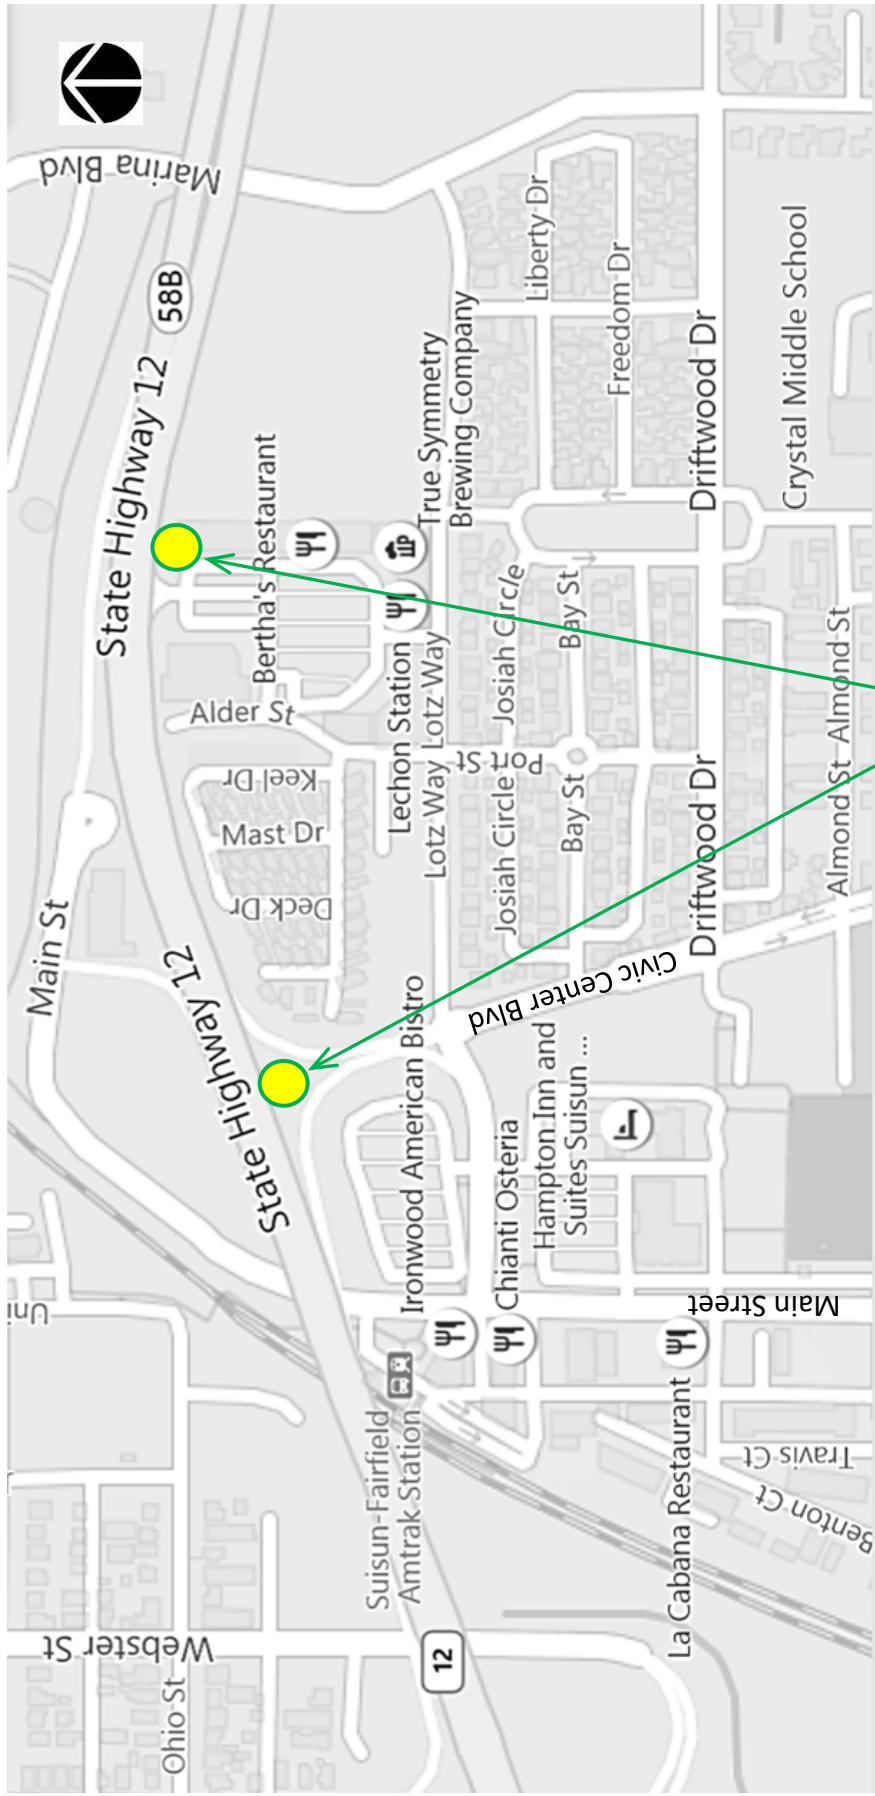 Marina Blvd
58B
State Highway 12
Bertha's Restaurant
True Symmetry
Brewing Company
Liberty Dr
Freedom Dr
Driftwood Dr
Crystal Middle School
Alder St
Lechon Station
Lotz Way
Lotz Way
Josiah Circle
Josiah Circle
Bay St
Bay St
Port St
Almond St
Almond St
Keel Dr
Mast Dr
Deck Dr
Driftwood Dr
Main St
State Highway 12
Civic Center Blvd
Ironwood American Bistro
Chianti Osteria
Hampton Inn and
Suites Suisun ...
Main Street
Uni
Suisun-Fairfield
Amtrak Station
La Cabana Restaurant
Travis Ct
Benton Ct
Webster St
Ohio St
12